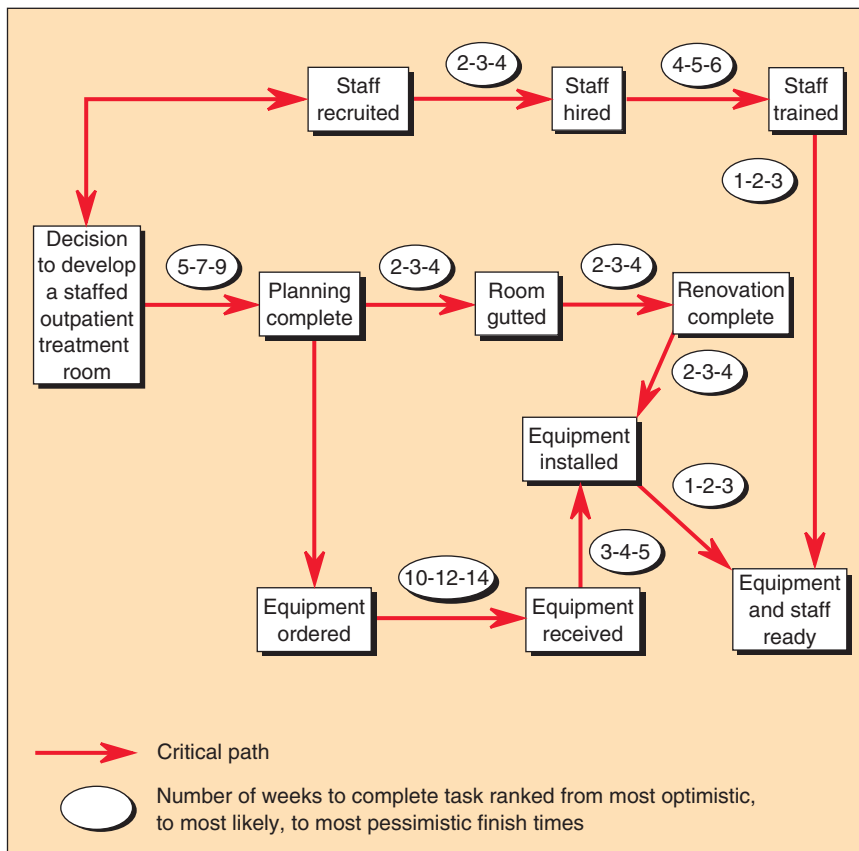 Staff
recruited
2-3-4
Staff
hired
4-5-6
Staff
trained
1-2-3
Decision
to develop
a staffed
outpatient
treatment
room
5-7-9
Planning
complete
2-3-4
Room
gutted
2-3-4
Renovation
complete
2-3-4
Equipment
installed
1-2-3
Equipment
ordered
10-12-14
Equipment
received
3-4-5
Equipment
and staff
ready
Critical path
Number of weeks to complete task ranked from most optimistic,
to most likely, to most pessimistic finish times